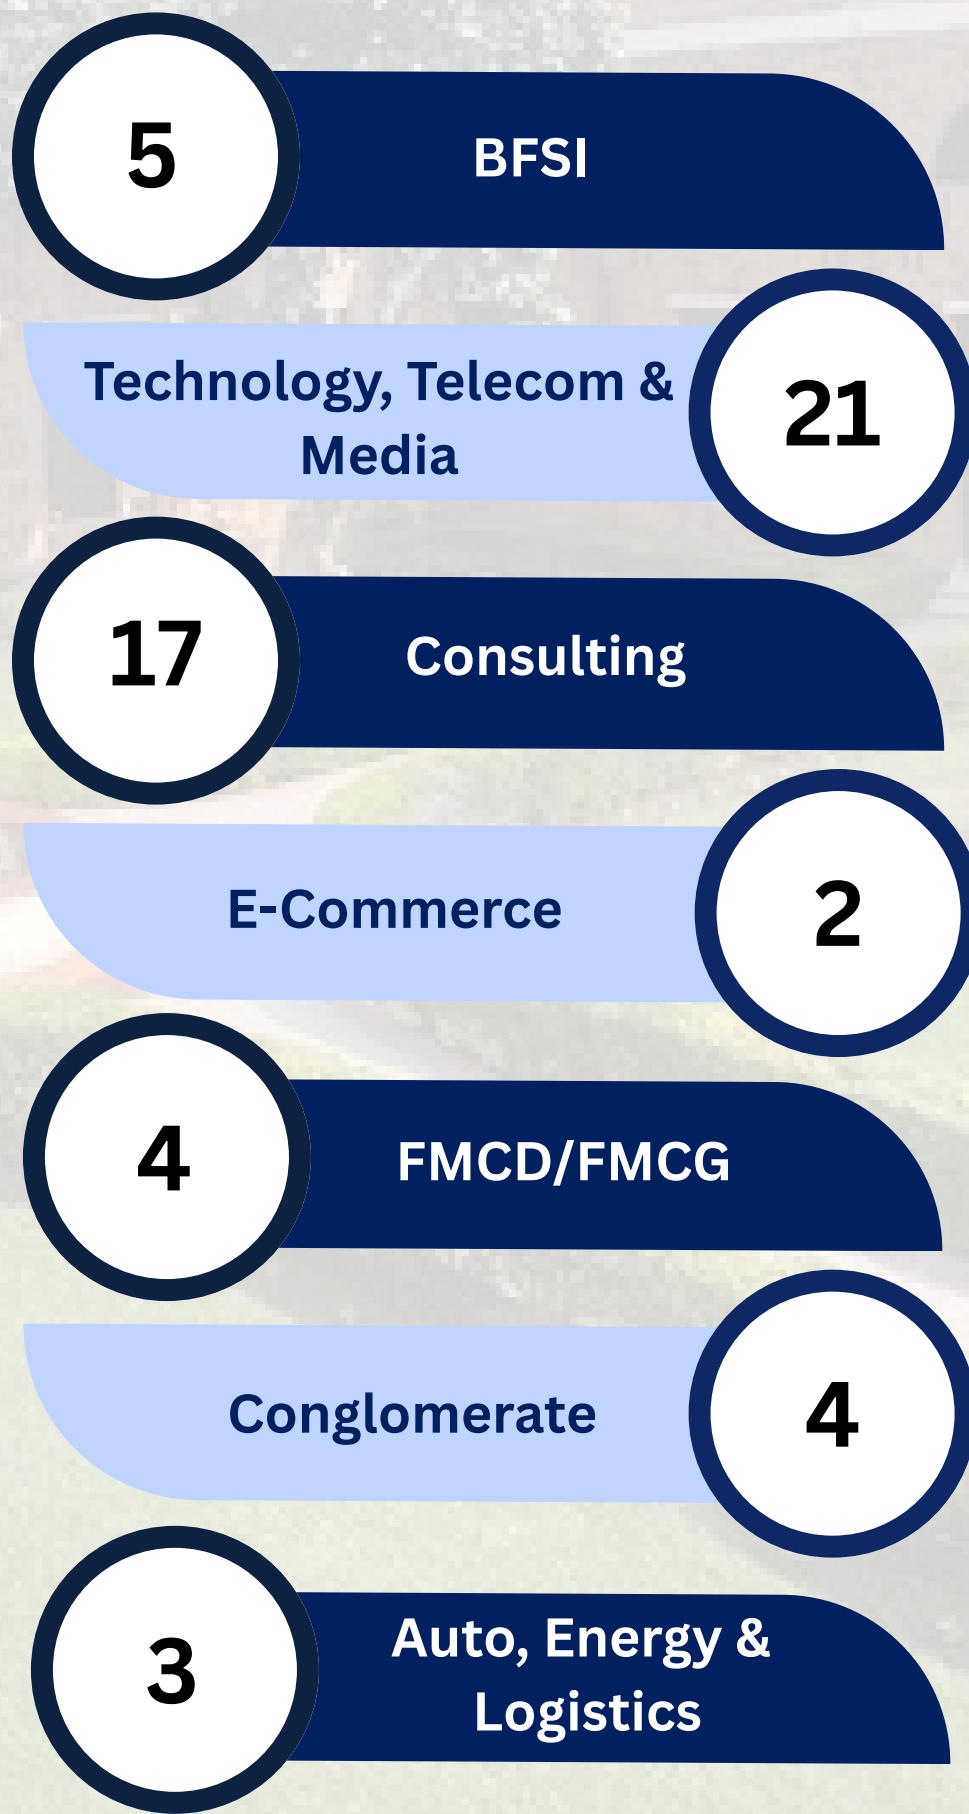 5
BFSI
Technology, Telecom &
Media
21
17
Consulting
E-Commerce
2
4
FMCD/FMCG
Conglomerate
4
3
Auto, Energy &
Logistics